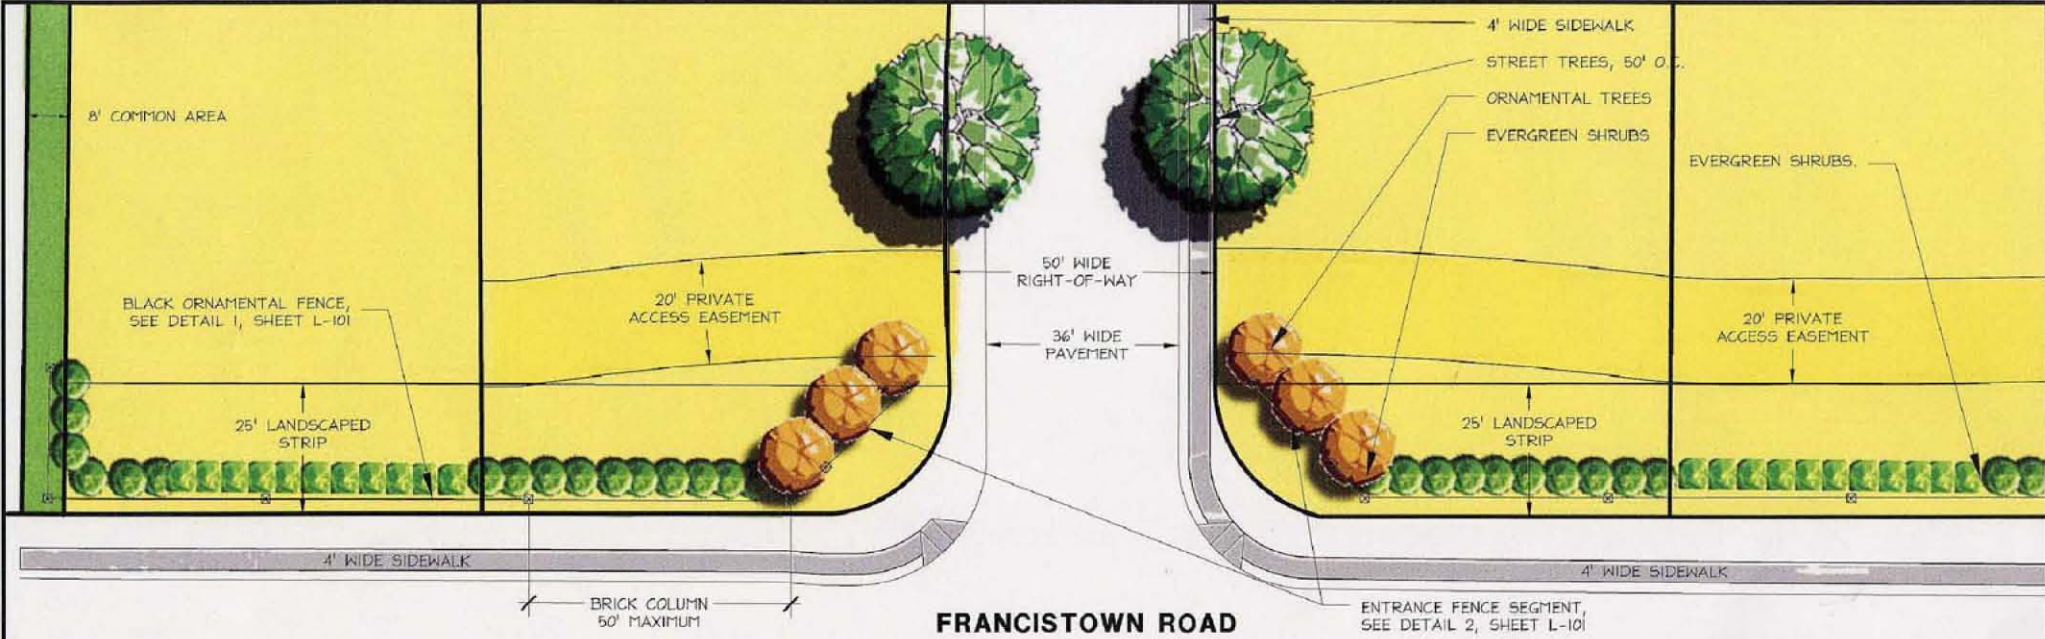 4' WIDE SIDEWALK
STREET TREES, 50' O.C.
ORNAMENTAL TREES
EVERGREEN SHRUBS
8' COMMON AREA
EVERGREEN SHRUBS.
50' WIDE
RIGHT-OF-WAY
BLACK ORNAMENTAL FENCE,
SEE DETAIL 1, SHEET L-101
20' PRIVATE
ACCESS EASEMENT
36' WIDE
PAVEMENT
20' PRIVATE
ACCESS EASEMENT
25' LANDSCAPED
STRIP
25' LANDSCAPED
STRIP
4' WIDE SIDEWALK
4' WIDE SIDEWALK
BRICK COLUMN
50' MAXIMUM
FRANCISTOWN ROAD
ENTRANCE FENCE SEGMENT,
SEE DETAIL 2, SHEET L-101